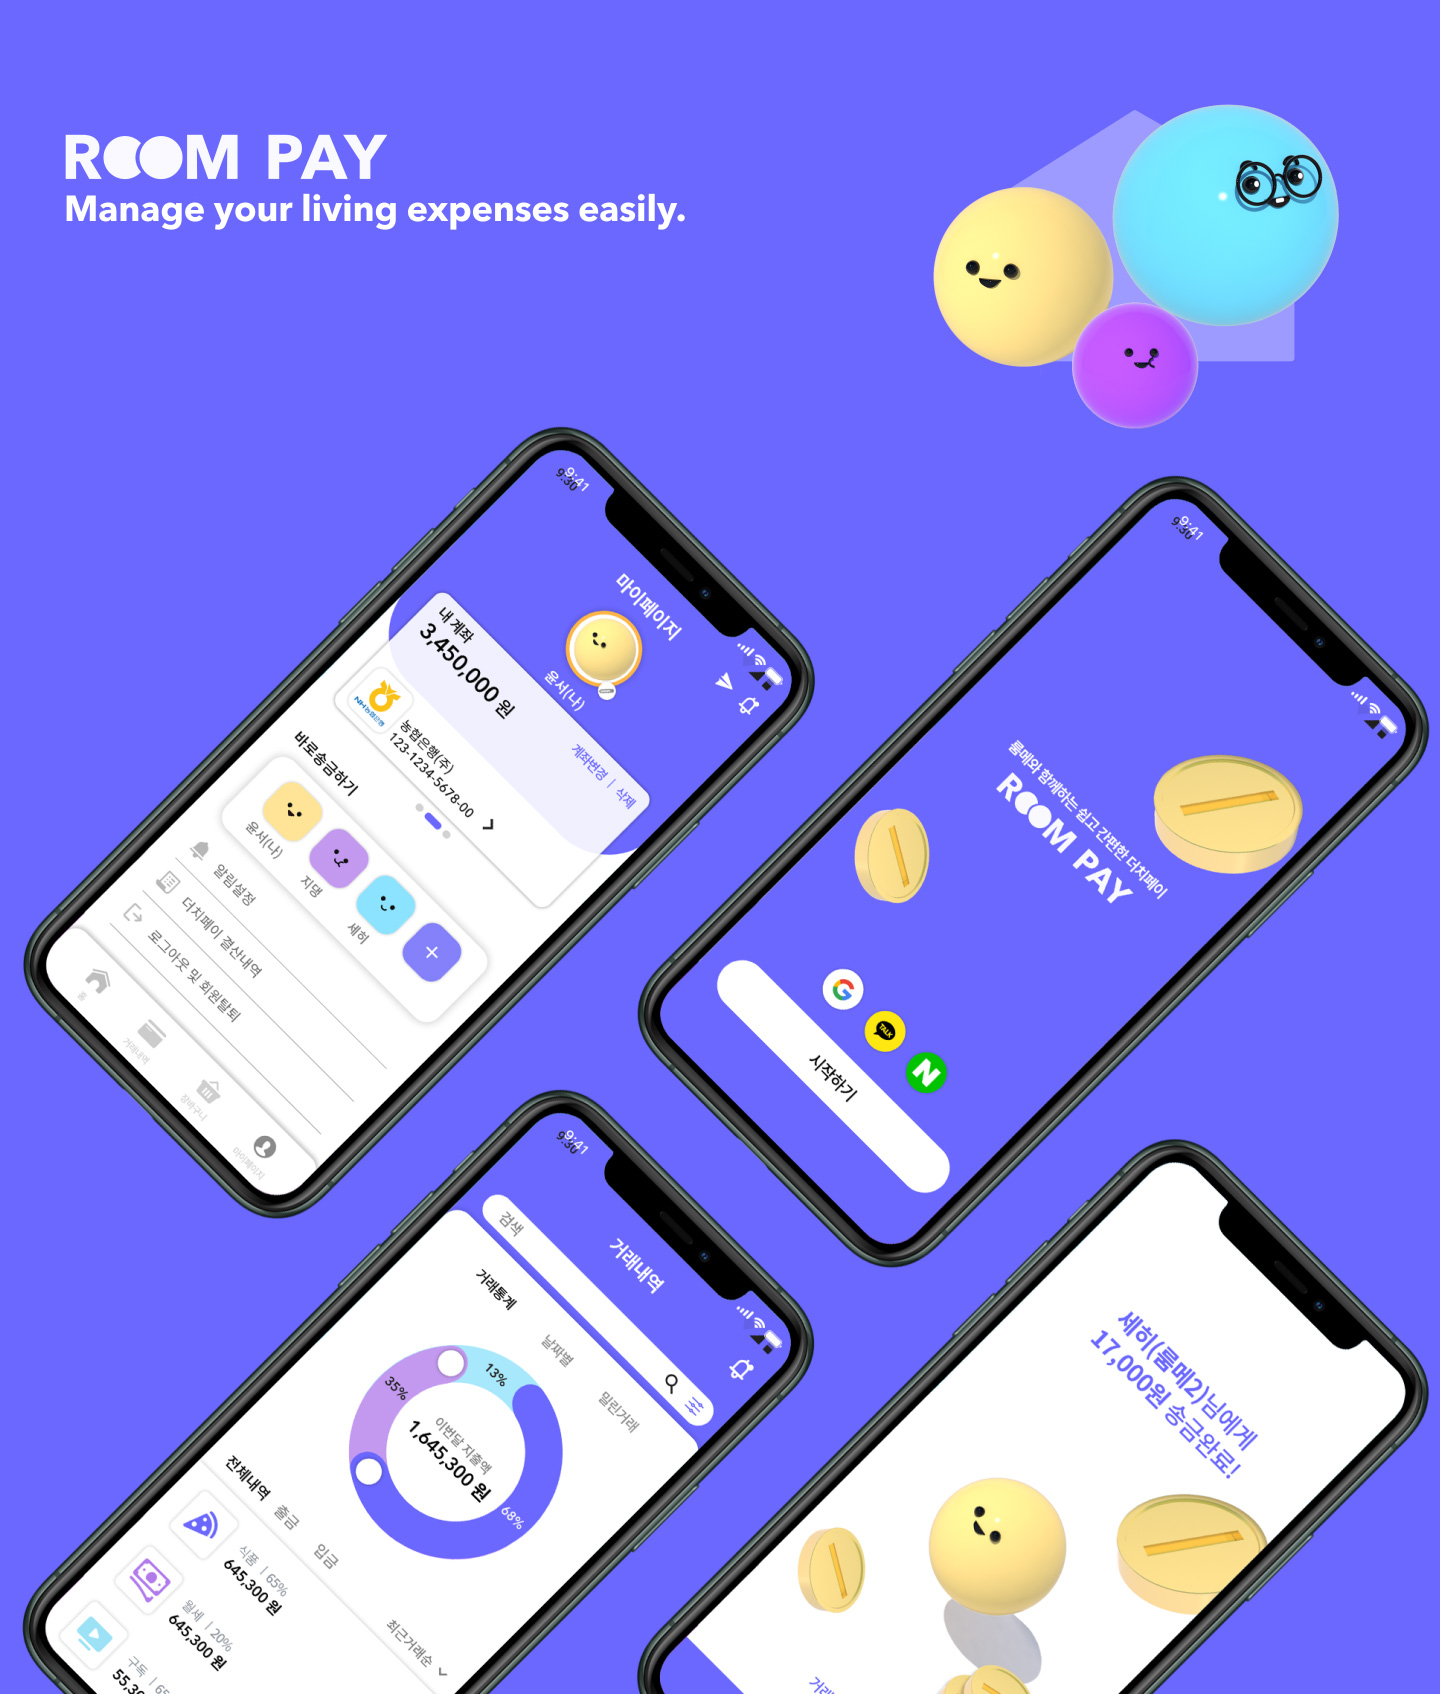 ROOM PAY
Manage your living expenses easily.
9:41
9:30
마이페이지
윤서(나)
내 계좌
3,450,000 원
계좌변경 | 삭제
NH농협은행
농협은행(주)
123-1234-5678-00
바로송금하기
윤서(나)
지댕
세히
알림설정
더치페이 결산내역
로그아웃 및 회원탈퇴
홈
거래내역
장바구니
마이페이지
9:41
9:30
룸메와 함께하는 쉽고 간편한 더치페이
ROOM PAY
TALK
시작하기
9:41
9:30
거래내역
검색
거래통계
날짜별
밀린거래
13%
35%
68%
이번달 지출액
1,645,300 원
전체내역
출금
입금
최근거래순
식품 | 65%
645,300 원
월세 | 20%
645,300 원
구독
세히(룸메2)님에게
17,000원 송금완료!